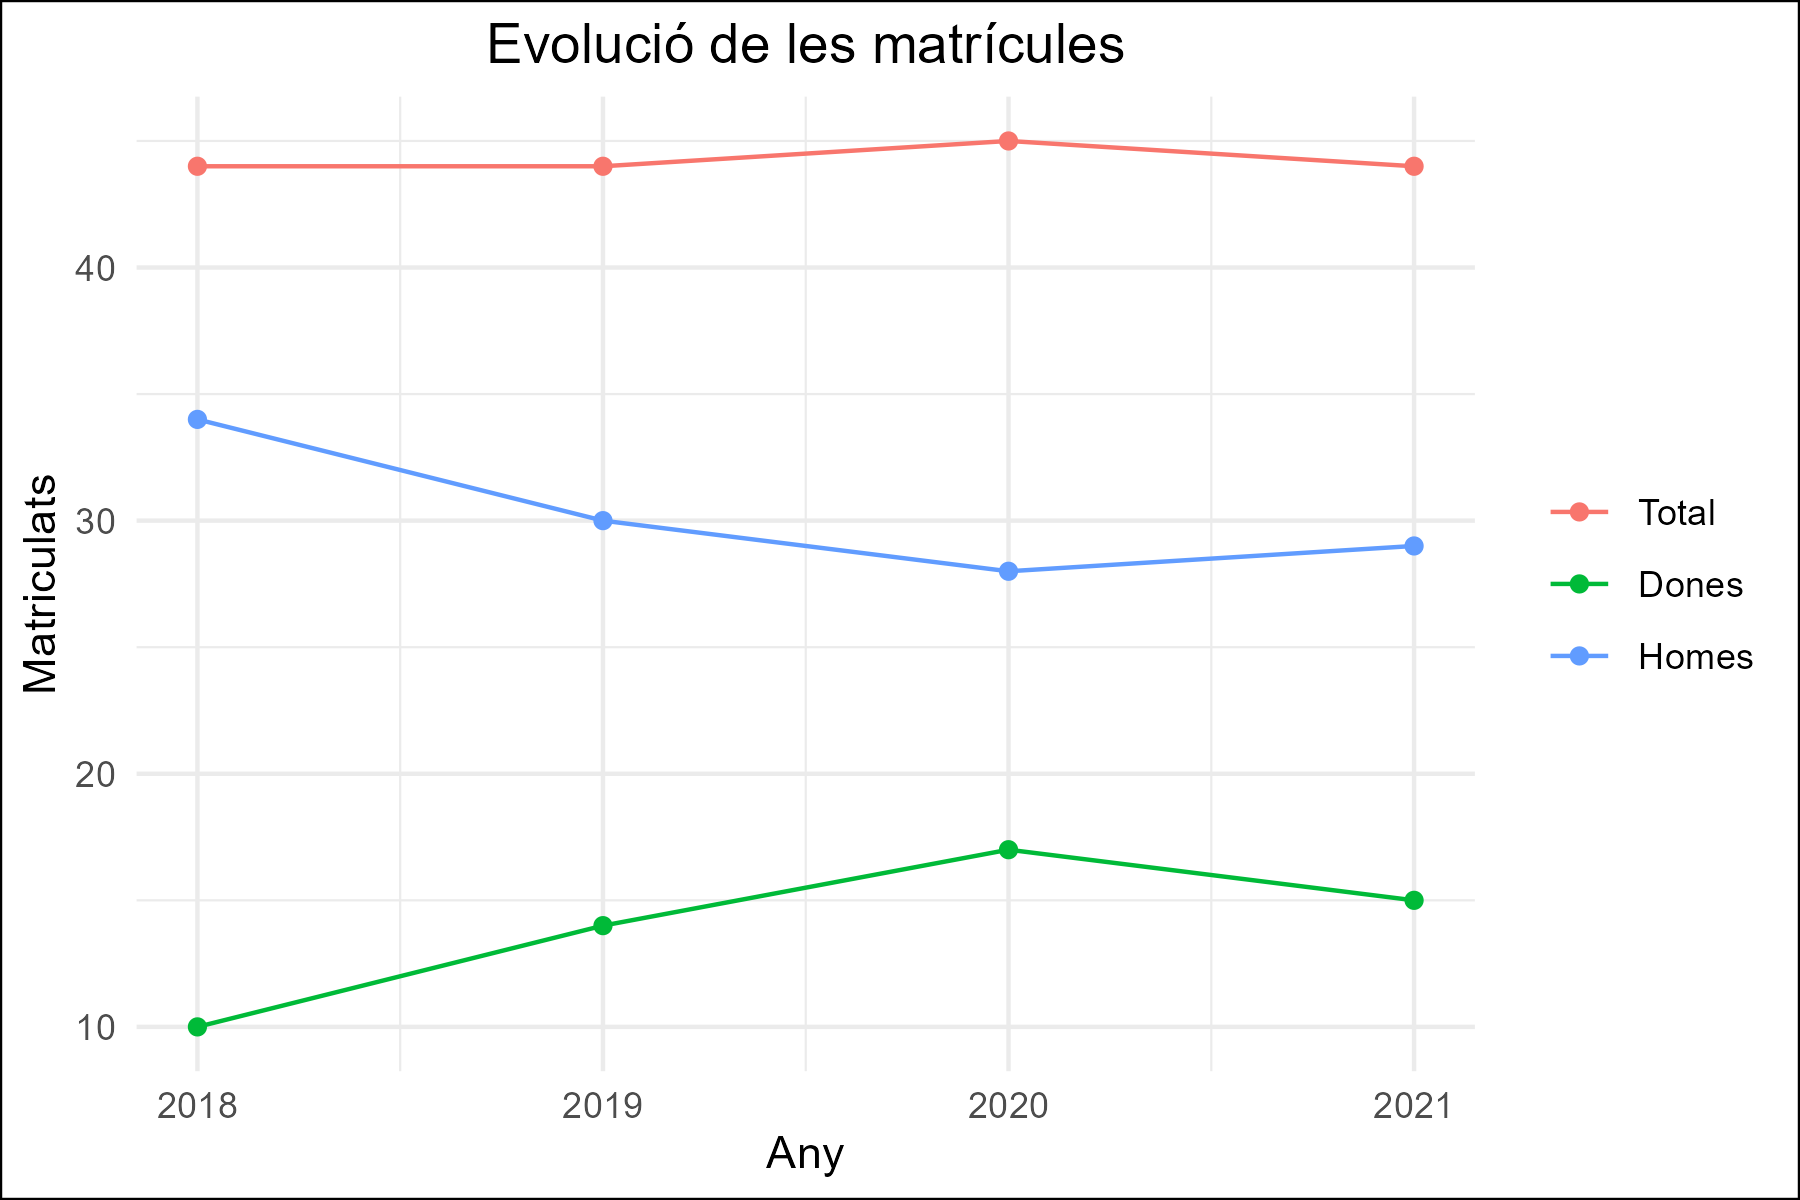 Evolució de les matrícules
Matriculats
40
30
20
10
2018 2019 2020 2021
Any
Total
Dones
Homes